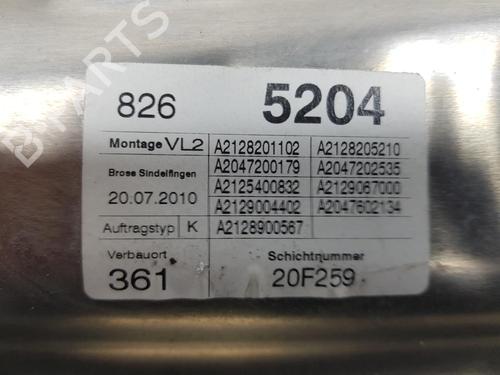 826 5204
Montage VL2 A2128201102 A2128205210
A2047200179 A2047202535
Brose Sindelfingen
A2125400832 A2129067000
20.07.2010
A2129004402 A2047602134
Auftragstyp K A2128900567
Verbauort Schichtnummer
361 20F259
B-PARTS